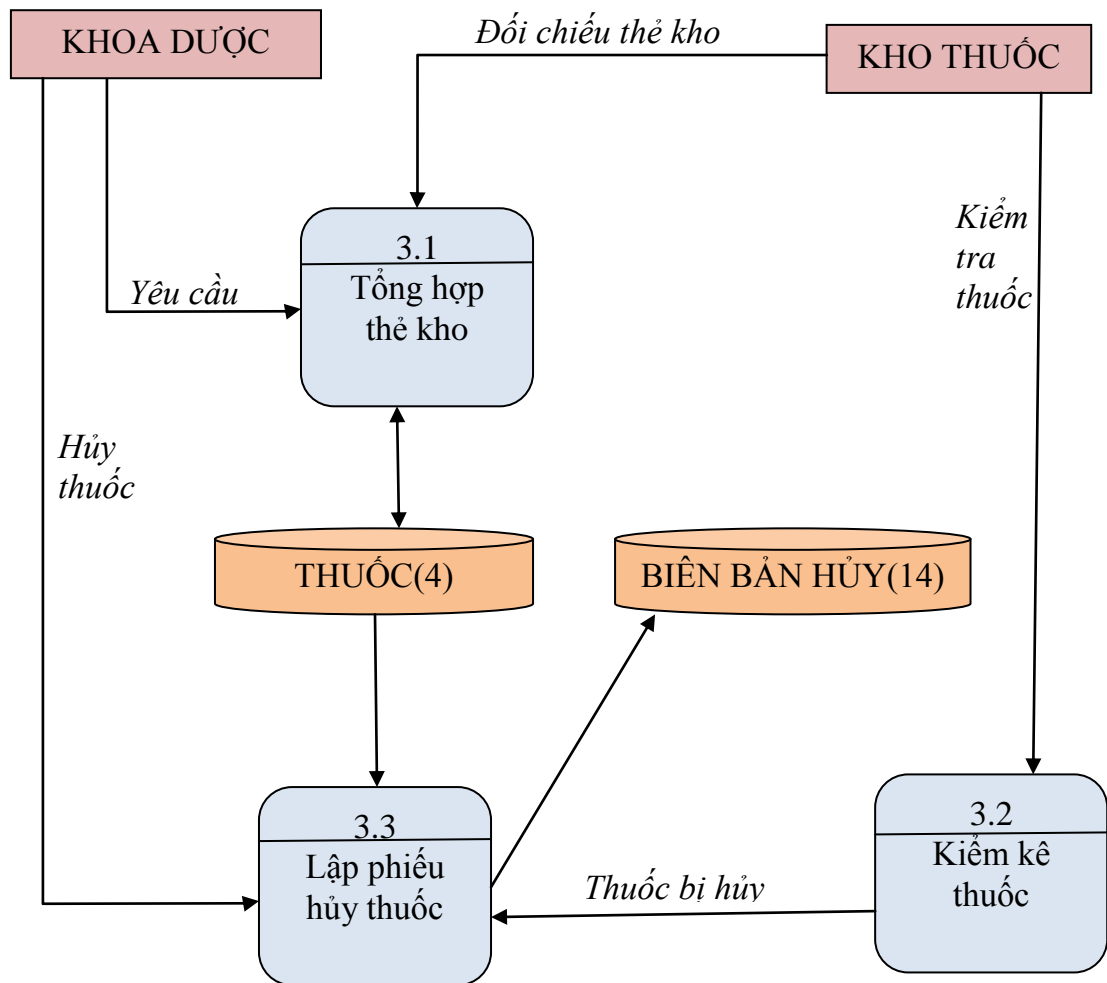 KHOA DƯỢC
Đối chiếu thẻ kho
KHO THUỐC
3.1
Tổng hợp
thẻ kho
Yêu cầu
Kiểm
tra
thuốc
Hủy
thuốc
THUỐC(4)
BIÊN BẢN HỦY(14)
3.3
Lập phiếu
hủy thuốc
Thuốc bị hủy
3.2
Kiểm kê
thuốc